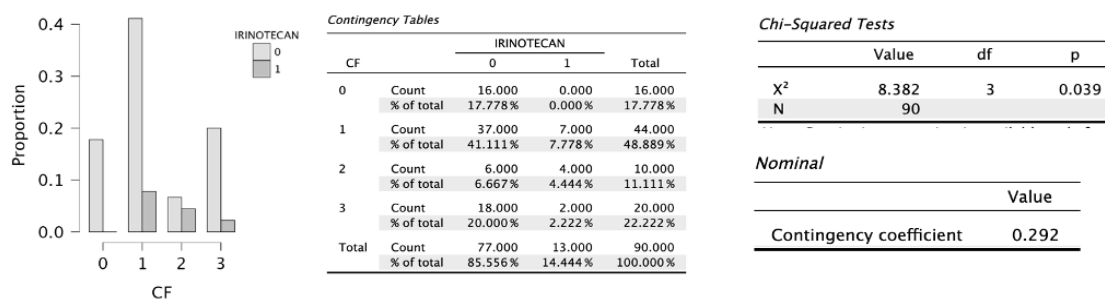 0.4
0.3
0.2
0.1
0.0
Proportion
0 1 2 3
CF
IRINOTECAN
0
1
Contingency Tables
IRINOTECAN
CF 0 1 Total
0 Count 16.000 0.000 16.000
% of total 17.778% 0.000% 17.778%
1 Count 37.000 7.000 44.000
% of total 41.111% 7.778% 48.889%
2 Count 6.000 4.000 10.000
% of total 6.667% 4.444% 11.111%
3 Count 18.000 2.000 20.000
% of total 20.000% 2.222% 22.222%
Total Count 77.000 13.000 90.000
% of total 85.556% 14.444% 100.000%
Chi-Squared Tests
Value df p
X² 8.382 3 0.039
N 90
Nominal
Value
Contingency coefficient 0.292